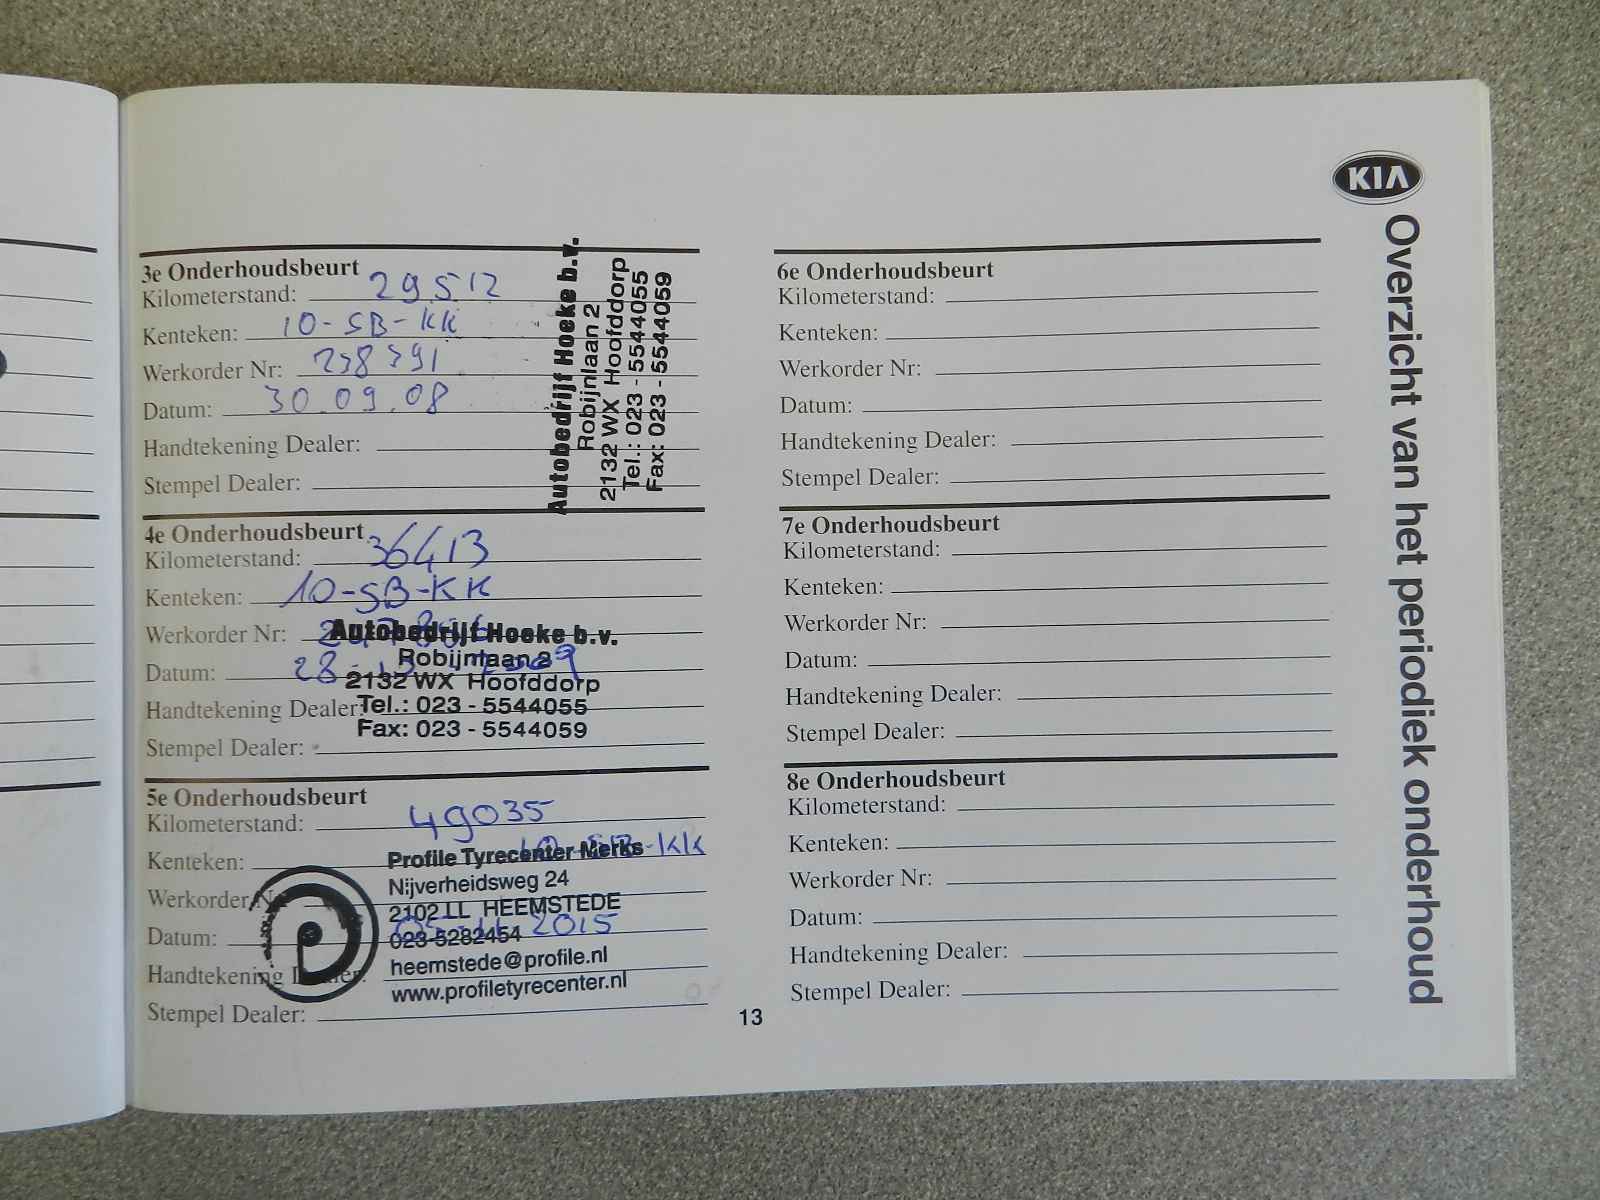 KIA
Overzicht van het periodiek onderhoud
3e Onderhoudsbeurt
Kilometerstand: 29512
Kenteken: 10-SB-KK
Werkorder Nr:
Datum: 30.09.08
Handtekening Dealer:
Stempel Dealer:
Autobedrijf Hoeke b.v.
Robijnlaan 2
2132 WX Hoofddorp
Tel.: 023 - 5544055
Fax: 023 - 5544059
4e Onderhoudsbeurt
Kilometerstand: 36413
Kenteken: 10-SB-KK
Werkorder Nr:
Datum: 28- 2009
Handtekening Dealer:
Stempel Dealer:
Autobedrijf Hoeke b.v.
Robijnlaan 2
2132 WX Hoofddorp
Tel.: 023 - 5544055
Fax: 023 - 5544059
5e Onderhoudsbeurt
Kilometerstand: 49035
Kenteken: 10-SB-KK
Werkorder Nr
Datum: 2015
Handtekening Dealer:
Stempel Dealer:
Profile Tyrecenter Merks
Nijverheidsweg 24
2102 LL HEEMSTEDE
023-5282454
heemstede@profile.nl
www.profiletyrecenter.nl
6e Onderhoudsbeurt
Kilometerstand:
Kenteken:
Werkorder Nr:
Datum:
Handtekening Dealer:
Stempel Dealer:
7e Onderhoudsbeurt
Kilometerstand:
Kenteken:
Werkorder Nr:
Datum:
Handtekening Dealer:
Stempel Dealer:
8e Onderhoudsbeurt
Kilometerstand:
Kenteken:
Werkorder Nr:
Datum:
Handtekening Dealer:
Stempel Dealer:
13